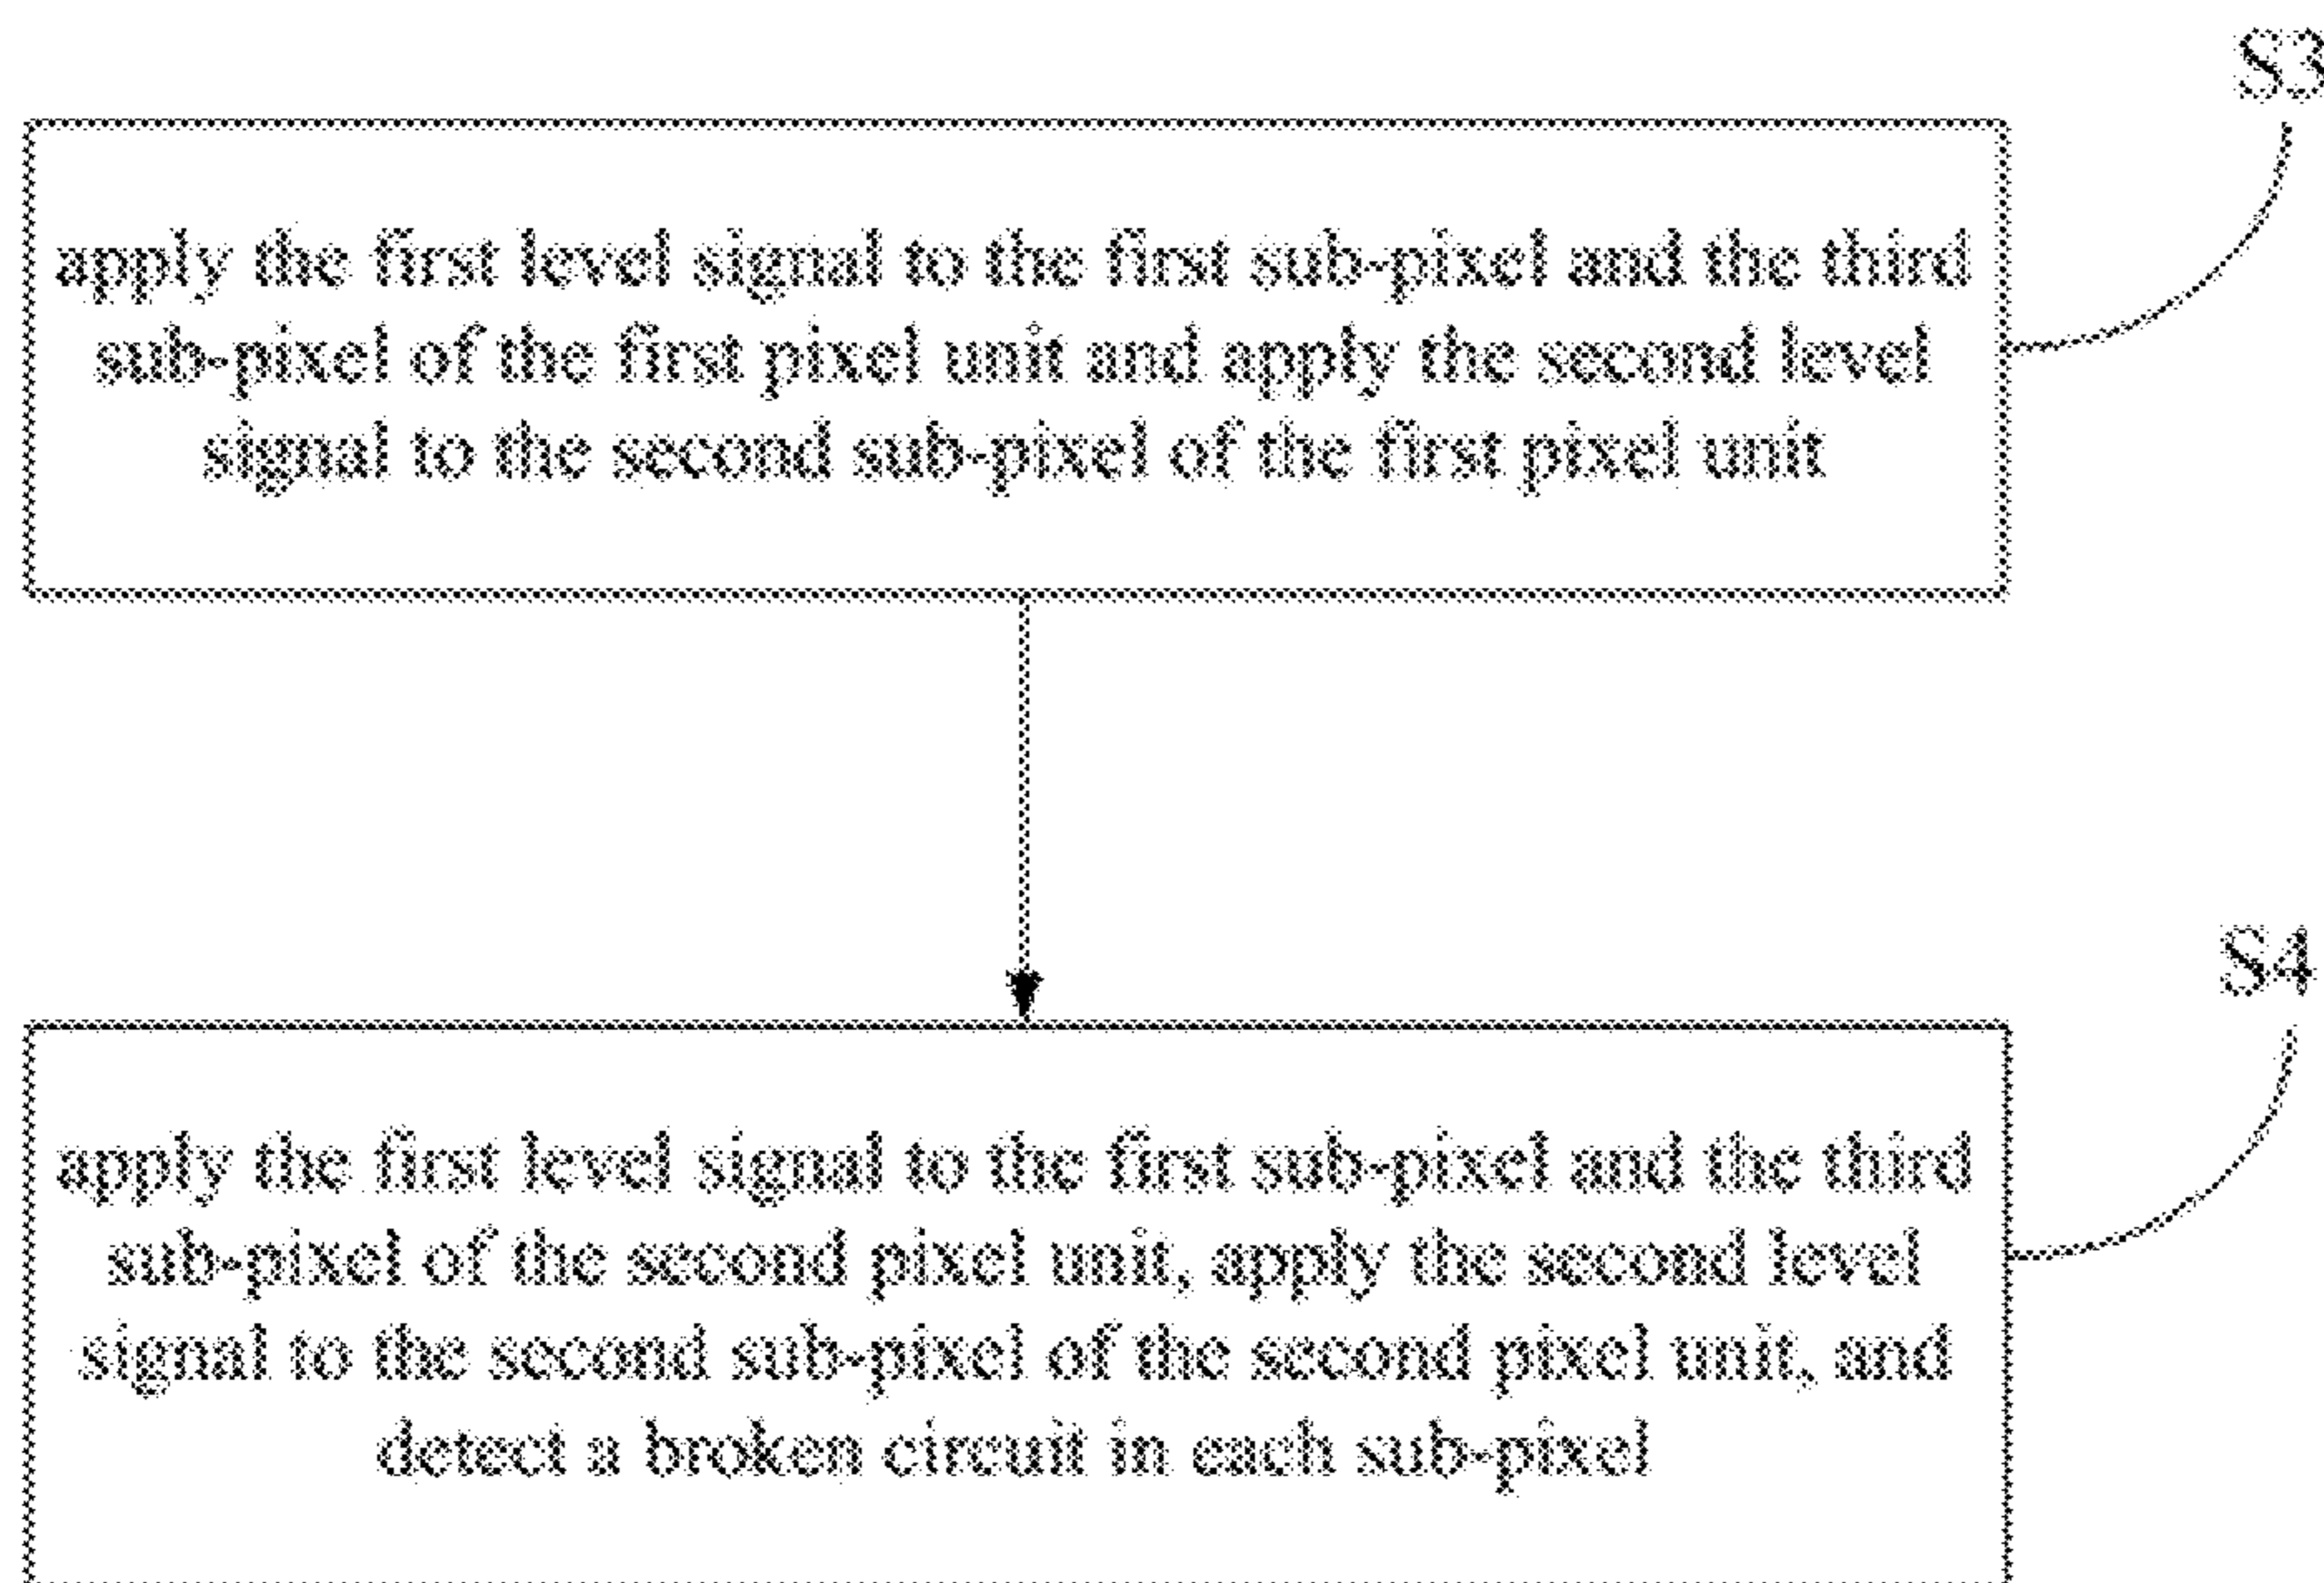 S3
apply the first level signal to the first sub-pixel and the third
sub-pixel of the first pixel unit and apply the second level
signal to the second sub-pixel of the first pixel unit
S4
apply the first level signal to the first sub-pixel and the third
sub-pixel of the second pixel unit, apply the second level
signal to the second sub-pixel of the second pixel unit, and
detect a broken circuit in each sub-pixel